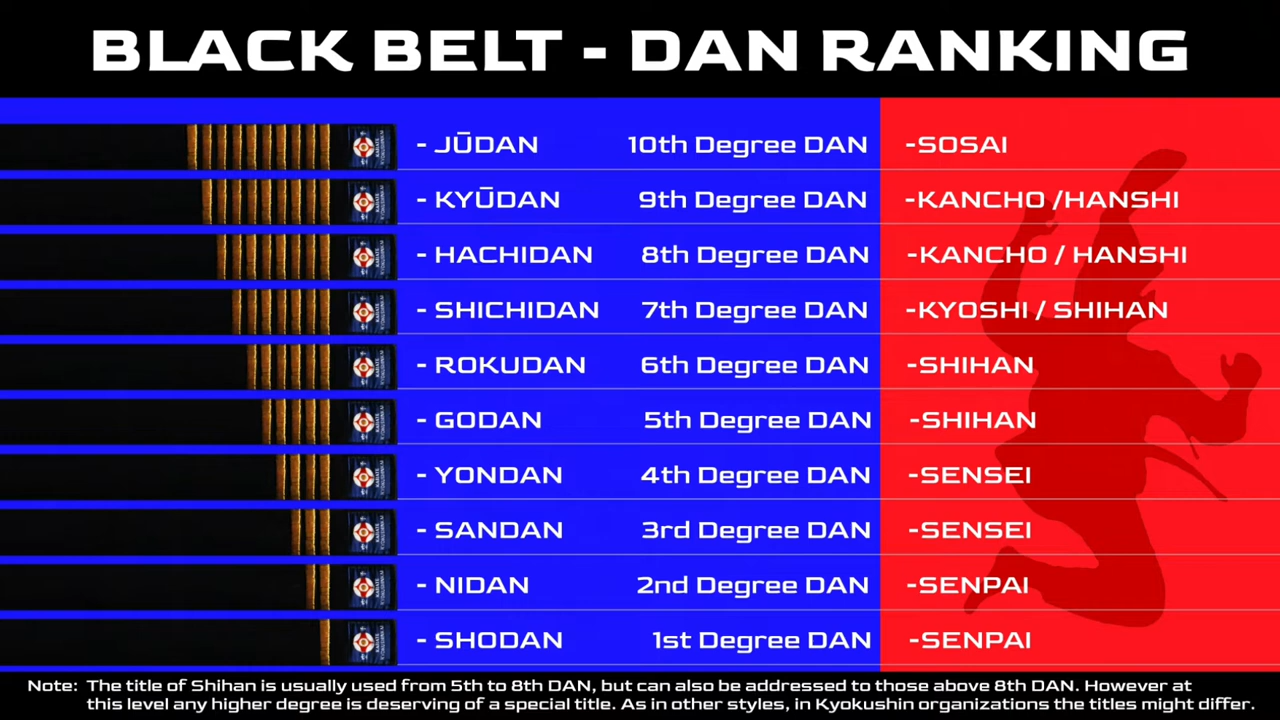 BLACK BELT - DAN RANKING
- JŪDAN 10th Degree DAN -SOSAI
- KYŪDAN 9th Degree DAN -KANCHO /HANSHI
- HACHIDAN 8th Degree DAN -KANCHO / HANSHI
- SHICHIDAN 7th Degree DAN -KYOSHI / SHIHAN
- ROKUDAN 6th Degree DAN -SHIHAN
- GODAN 5th Degree DAN -SHIHAN
- YONDAN 4th Degree DAN -SENSEI
- SANDAN 3rd Degree DAN -SENSEI
- NIDAN 2nd Degree DAN -SENPAI
- SHODAN 1st Degree DAN -SENPAI
Note: The title of Shihan is usually used from 5th to 8th DAN, but can also be addressed to those above 8th DAN. However at
this level any higher degree is deserving of a special title. As in other styles, in Kyokushin organizations the titles might differ.